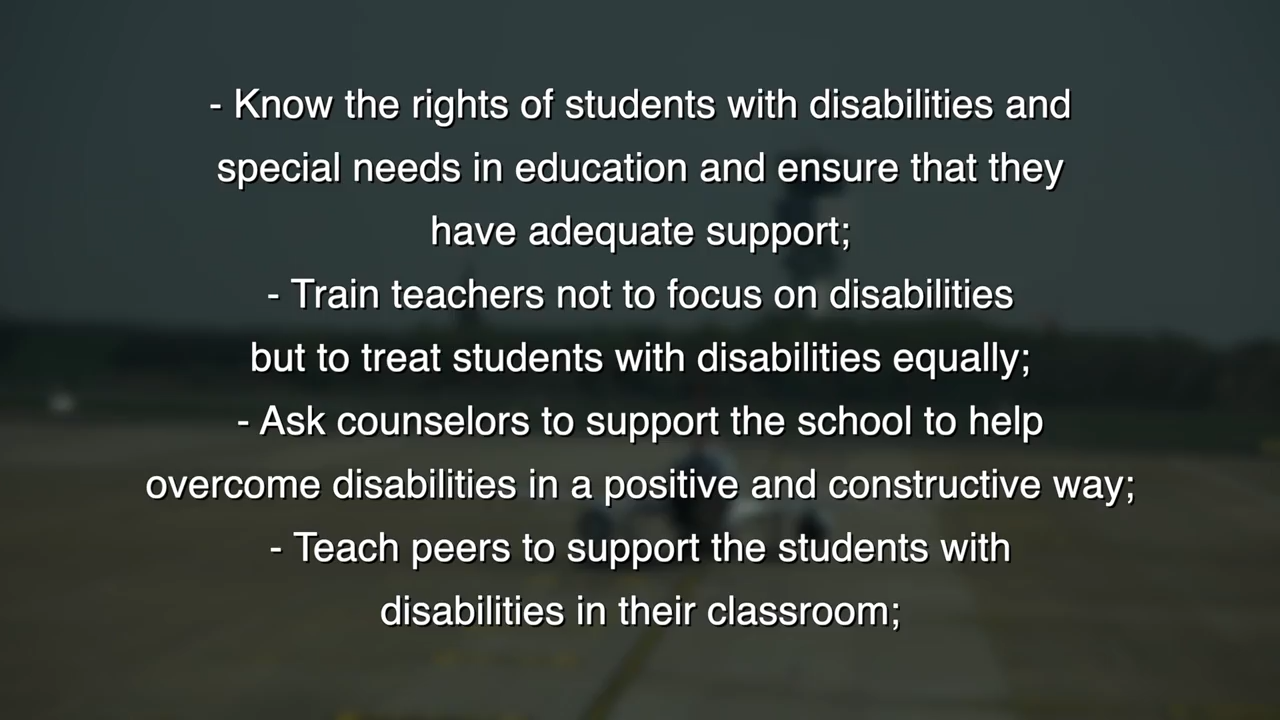 - Know the rights of students with disabilities and
special needs in education and ensure that they
have adequate support;
- Train teachers not to focus on disabilities
but to treat students with disabilities equally;
- Ask counselors to support the school to help
overcome disabilities in a positive and constructive way;
- Teach peers to support the students with
disabilities in their classroom;